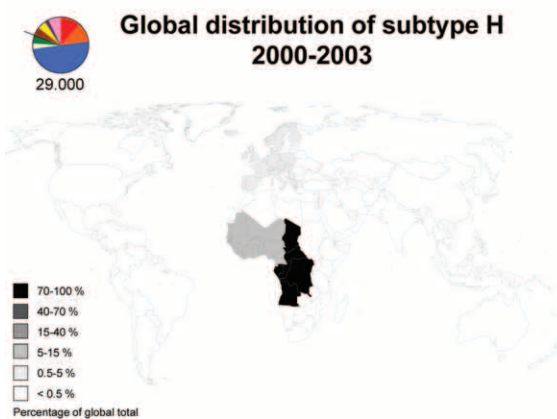 Global distribution of subtype H
2000-2003
29.000
70-100 %
40-70 %
15-40 %
5-15 %
0.5-5 %
< 0.5 %
Percentage of global total